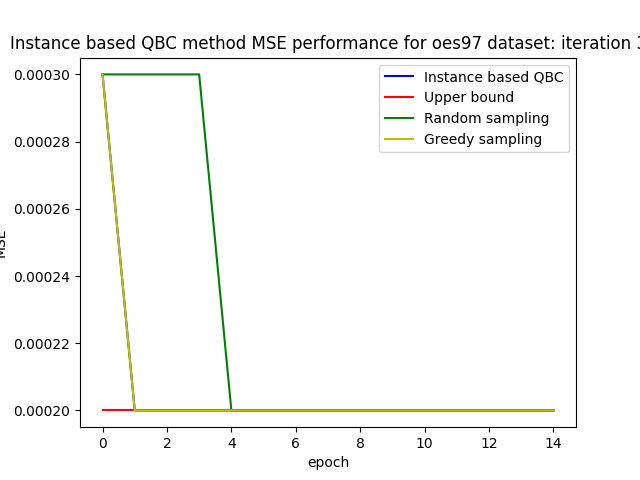 Instance based QBC method MSE performance for oes97 dataset: iteration 3
Instance based QBC
Upper bound
Random sampling
Greedy sampling
0.00030
0.00028
0.00026
0.00024
0.00022
0.00020
MSE
0 2 4 6 8 10 12 14
epoch